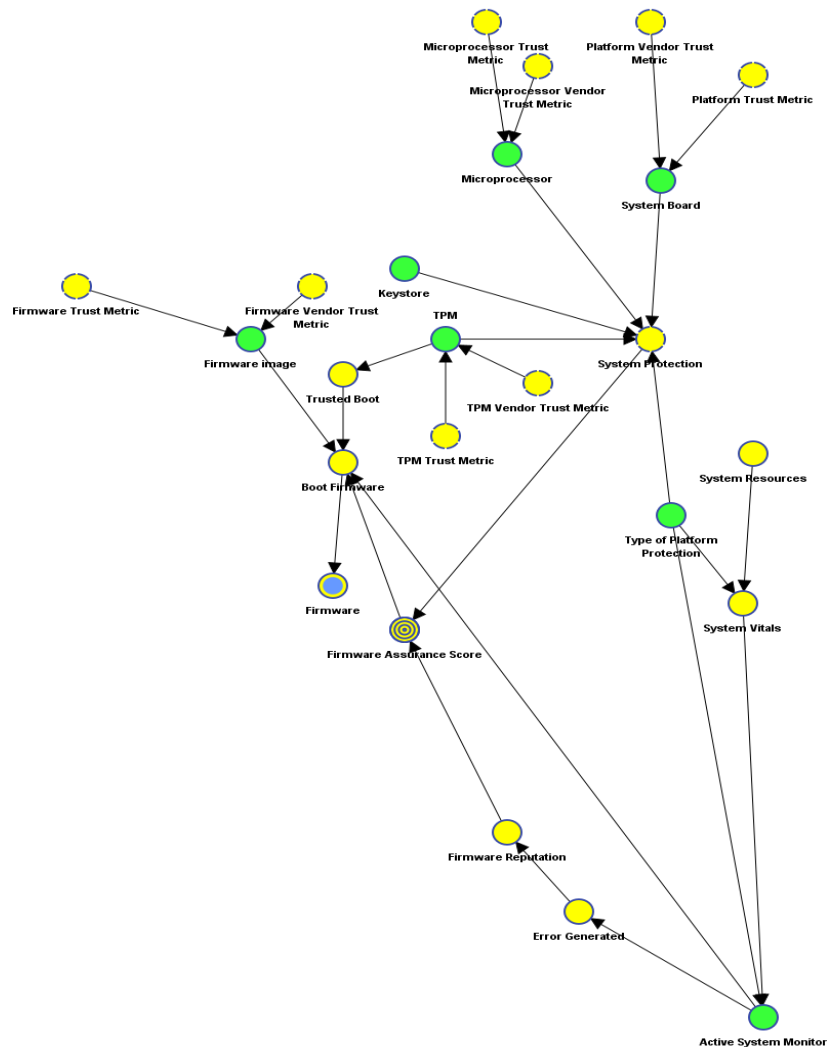 Microprocessor Trust
Metric
Platform Vendor Trust
Metric
Microprocessor Vendor
Trust Metric
Platform Trust Metric
Microprocessor
System Board
Keystore
Firmware Trust Metric
Firmware Vendor Trust
Metric
TPM
Firmware image
System Protection
Trusted Boot
TPM Vendor Trust Metric
TPM Trust Metric
System Resources
Boot Firmware
Type of Platform
Protection
Firmware
System Vitals
Firmware Assurance Score
Firmware Reputation
Error Generated
Active System Monitor